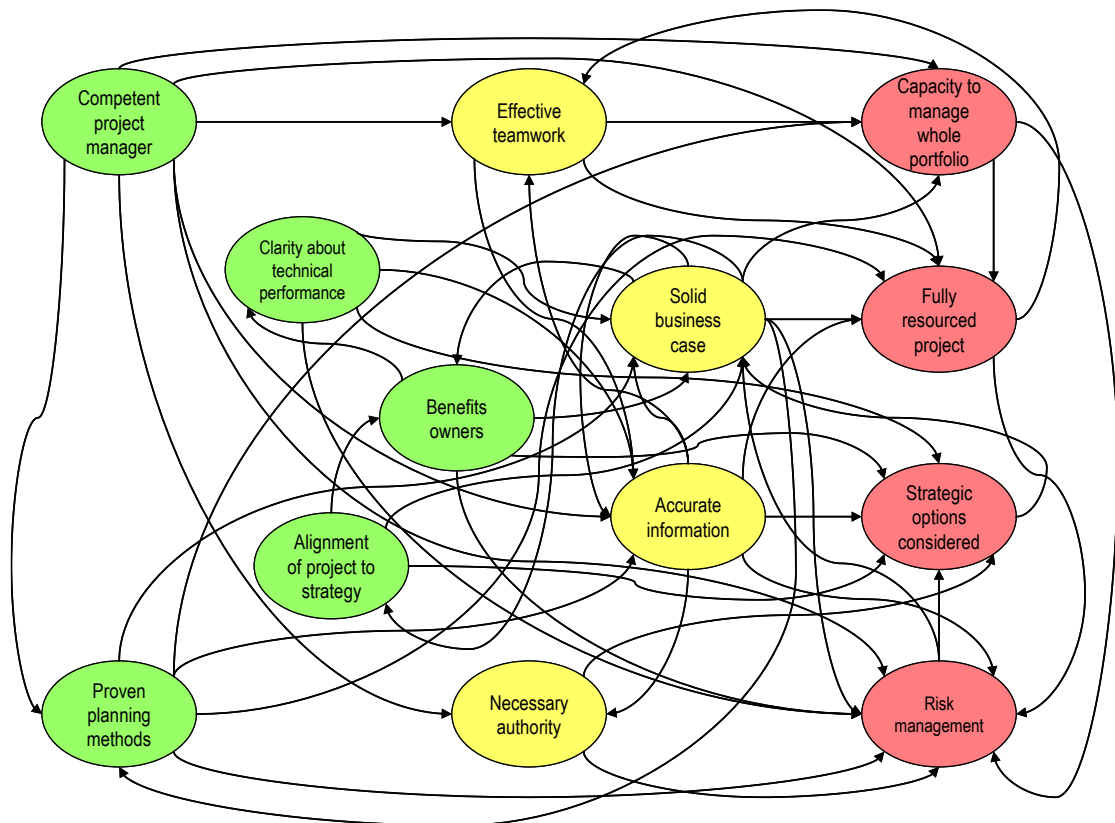 Competent
project
manager
Effective
teamwork
Capacity to
manage
whole
portfolio
Clarity about
technical
performance
Solid
business
case
Fully
resourced
project
Benefits
owners
Accurate
information
Strategic
options
considered
Alignment
of project to
strategy
Proven
planning
methods
Necessary
authority
Risk
management